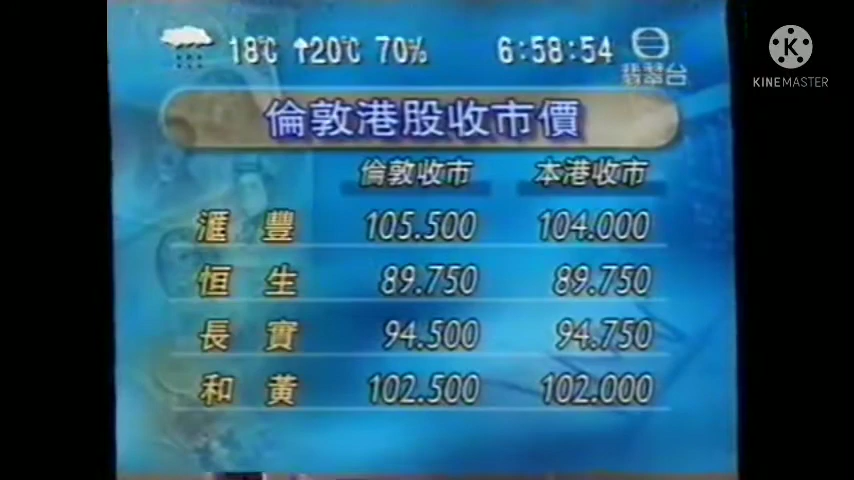 18℃ ↑20℃ 70% 6:58:54
翡翠台
KINEMASTER
倫敦港股收市價
倫敦收市 本港收市
滙豐 105.500 104.000
恒生 89.750 89.750
長實 94.500 94.750
和黃 102.500 102.000